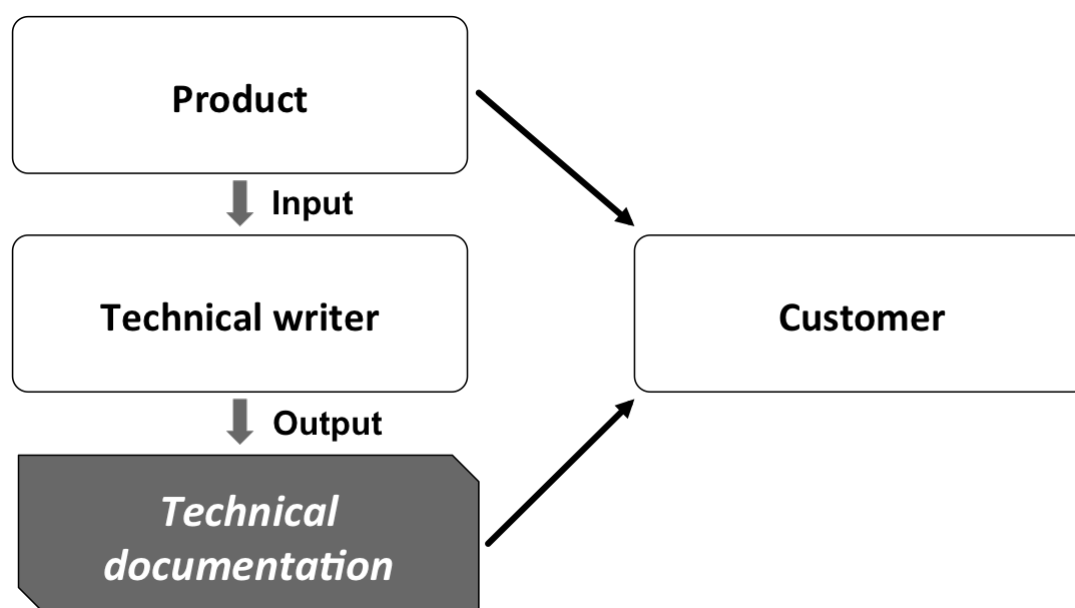 Product
Input
Technical writer
Customer
Output
Technical
documentation